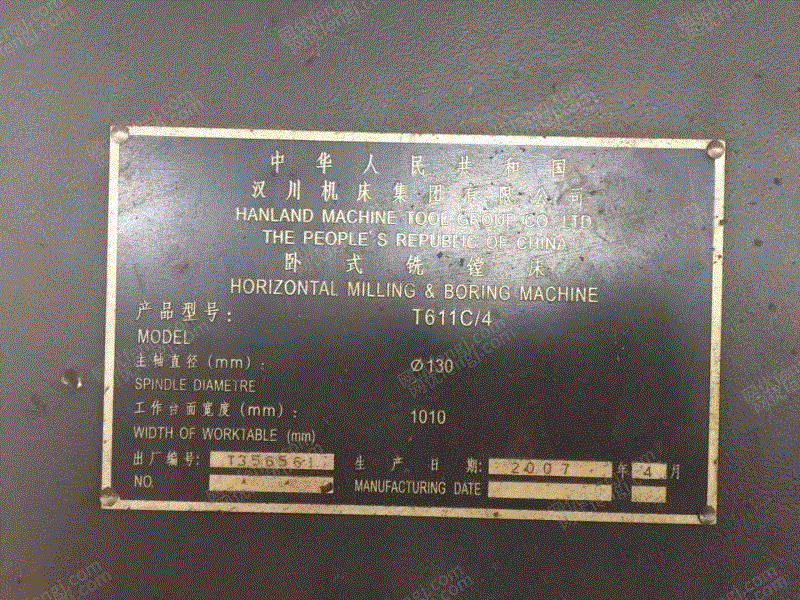 中华人民共和国
汉川机床集团有限公司
HANLAND MACHINE TOOL GROUP CO. LTD
THE PEOPLE'S REPUBLIC OF CHINA
卧式铣镗床
HORIZONTAL MILLING & BORING MACHINE
产品型号: T611C/4
MODEL
主轴直径(mm): Ø130
SPINDLE DIAMETRE
工作台面宽度(mm): 1010
WIDTH OF WORKTABLE (mm)
出厂编号: T356561 生产日期: 2007 年 4 月
NO. MANUFACTURING DATE